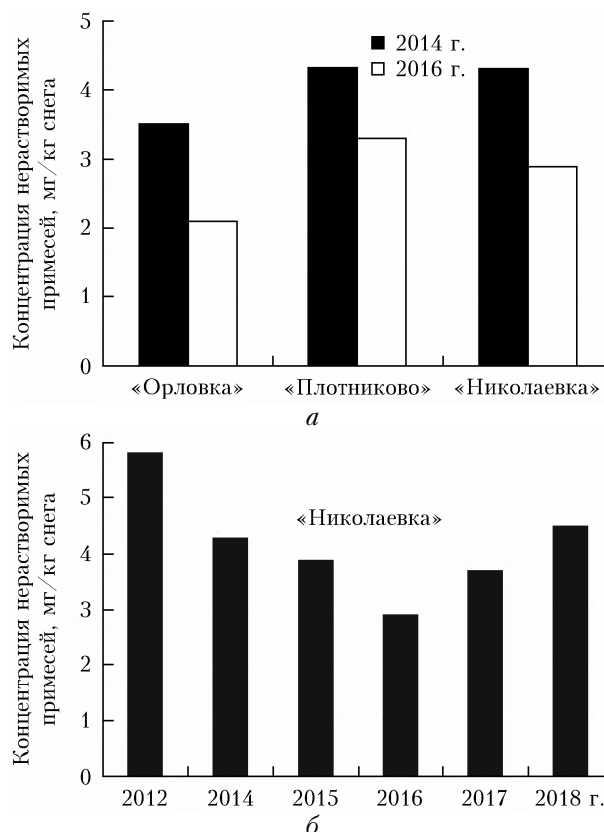 Концентрация нерастворимых
примесей, мг/кг снега
5
4
3
2
1
0
2014 г.
2016 г.
«Орловка»
«Плотниково»
«Николаевка»
а
Концентрация нерастворимых
примесей, мг/кг снега
6
5
4
3
2
1
0
«Николаевка»
2012
2014
2015
2016
2017
2018 г.
б